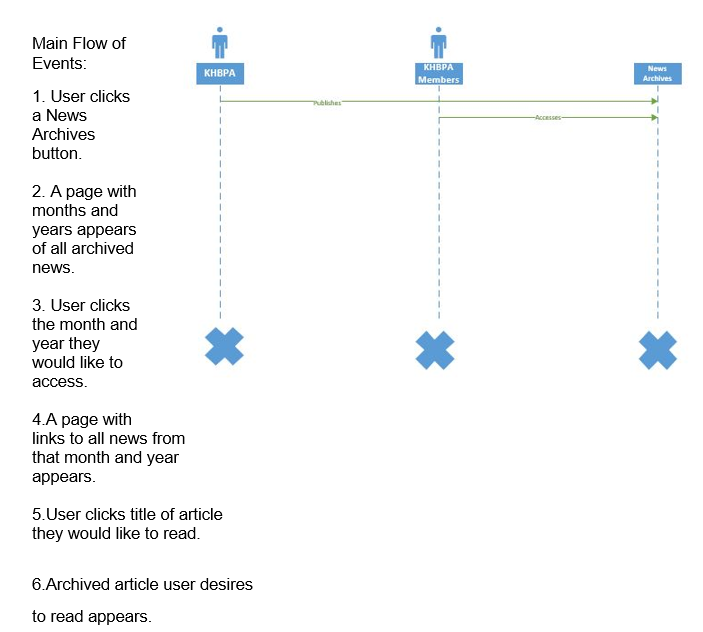 Main Flow of
Events:
1. User clicks
a News
Archives
button.
2. A page with
months and
years appears
of all archived
news.
3. User clicks
the month and
year they
would like to
access.
4.A page with
links to all news from
that month and year
appears.
5.User clicks title of article
they would like to read.
6.Archived article user desires
to read appears.
KHBPA
KHBPA
Members
News
Archives
Publishes
Accesses